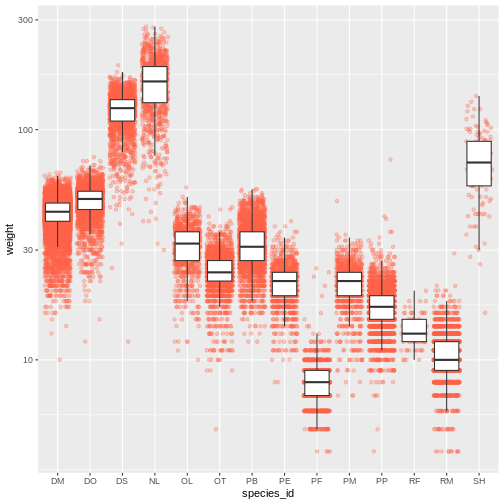 300
100
30
10
weight
DM DO DS NL OL OT PB PE PF PM PP RF RM SH
species_id